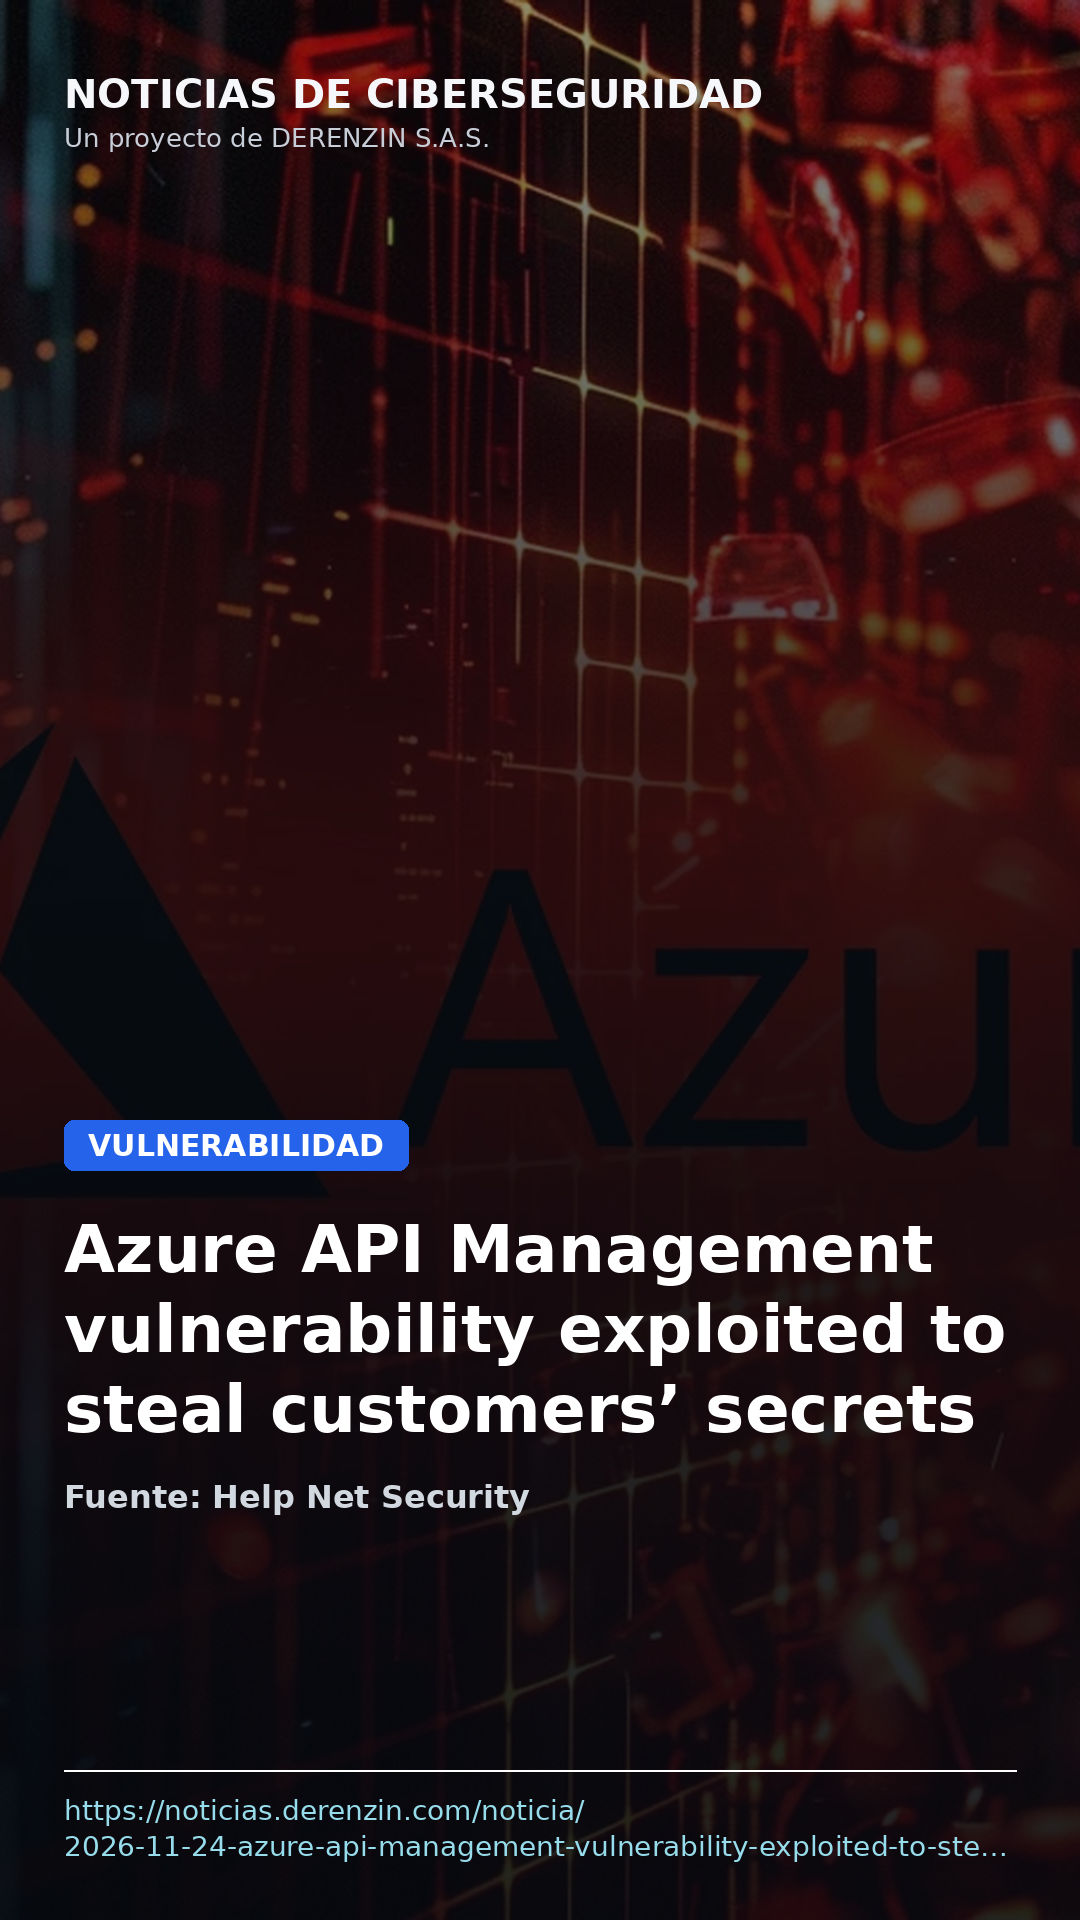 NOTICIAS DE CIBERSEGURIDAD
Un proyecto de DERENZIN S.A.S.
Azur
VULNERABILIDAD
Azure API Management
vulnerability exploited to
steal customers’ secrets
Fuente: Help Net Security
https://noticias.derenzin.com/noticia/
2026-11-24-azure-api-management-vulnerability-exploited-to-ste…